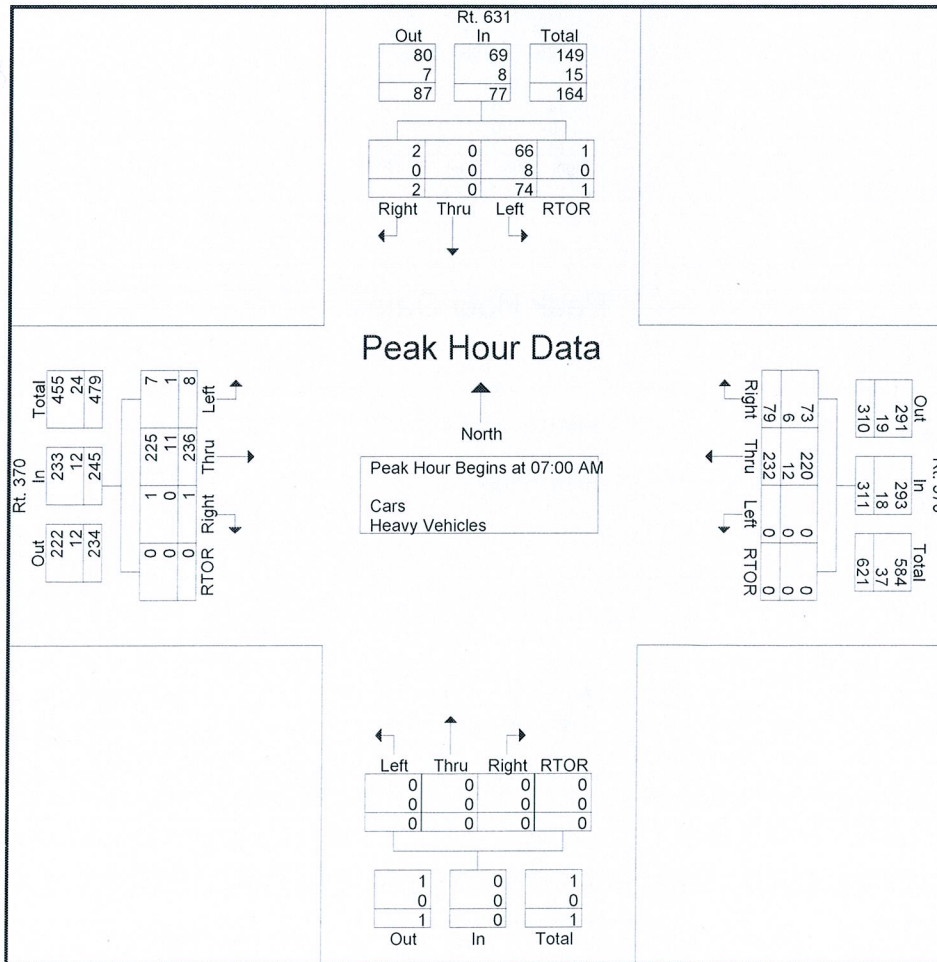 Rt. 631
Out In Total
80 69 149
7 8 15
87 77 164
2 0 66 1
0 0 8 0
2 0 74 1
Right Thru Left RTOR
Peak Hour Data
North
Peak Hour Begins at 07:00 AM
Cars
Heavy Vehicles
Rt. 370
Total In Out
455 233 222
24 12 12
479 245 234
7 225 1 0
1 11 0 0
8 236 1 0
Left Thru Right RTOR
Out In Total
291 293 584
19 18 37
310 311 621
73 220 0 0
6 12 0 0
79 232 0 0
Right Thru Left RTOR
Left Thru Right RTOR
0 0 0 0
0 0 0 0
0 0 0 0
1 0 1
0 0 0
1 0 1
Out In Total